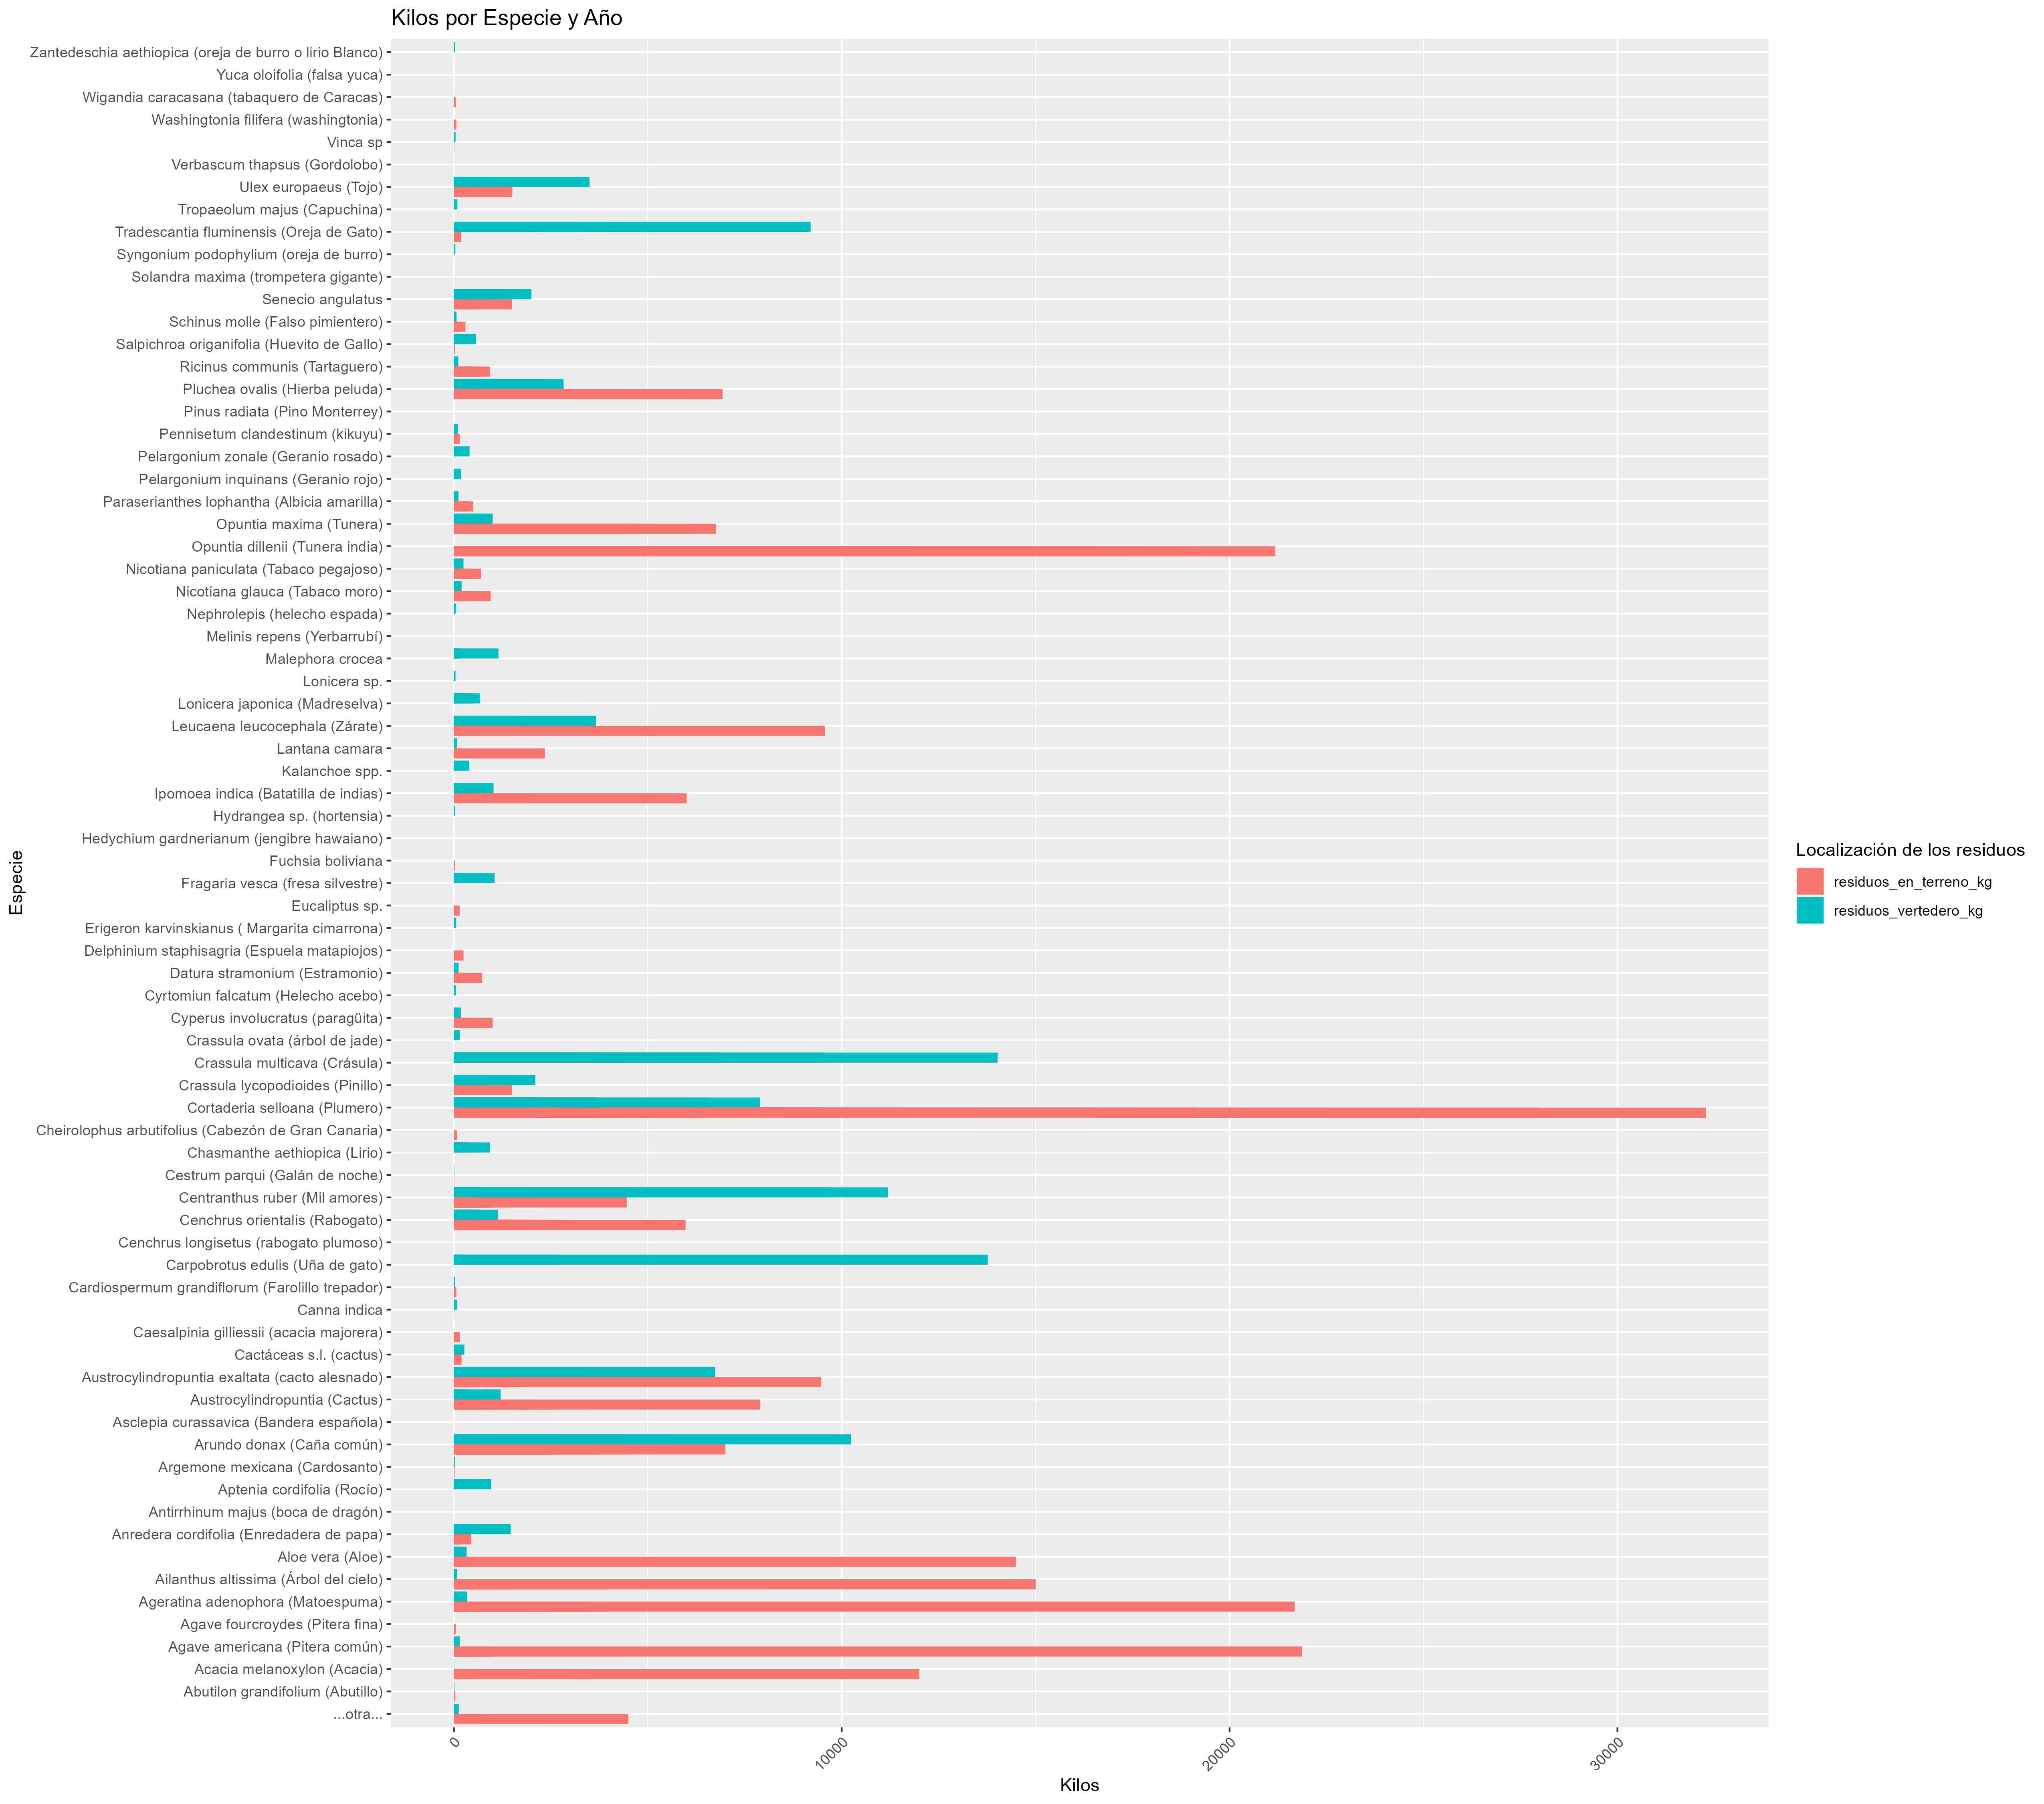 Kilos por Especie y Año
Zantedeschia aethiopica (oreja de burro o lirio Blanco)
Yuca oloifolia (falsa yuca)
Wigandia caracasana (tabaquero de Caracas)
Washingtonia filifera (washingtonia)
Vinca sp
Verbascum thapsus (Gordolobo)
Ulex europaeus (Tojo)
Tropaeolum majus (Capuchina)
Tradescantia fluminensis (Oreja de Gato)
Syngonium podophylium (oreja de burro)
Solandra maxima (trompetera gigante)
Senecio angulatus
Schinus molle (Falso pimientero)
Salpichroa origanifolia (Huevito de Gallo)
Ricinus communis (Tartaguero)
Pluchea ovalis (Hierba peluda)
Pinus radiata (Pino Monterrey)
Pennisetum clandestinum (kikuyu)
Pelargonium zonale (Geranio rosado)
Pelargonium inquinans (Geranio rojo)
Paraserianthes lophantha (Albicia amarilla)
Opuntia maxima (Tunera)
Opuntia dillenii (Tunera india)
Nicotiana paniculata (Tabaco pegajoso)
Nicotiana glauca (Tabaco moro)
Nephrolepis (helecho espada)
Melinis repens (Yerbarrubí)
Malephora crocea
Lonicera sp.
Lonicera japonica (Madreselva)
Leucaena leucocephala (Zárate)
Lantana camara
Kalanchoe spp.
Ipomoea indica (Batatilla de indias)
Hydrangea sp. (hortensia)
Hedychium gardnerianum (jengibre hawaiano)
Fuchsia boliviana
Fragaria vesca (fresa silvestre)
Eucaliptus sp.
Erigeron karvinskianus ( Margarita cimarrona)
Delphinium staphisagria (Espuela matapiojos)
Datura stramonium (Estramonio)
Cyrtomiun falcatum (Helecho acebo)
Cyperus involucratus (paragüita)
Crassula ovata (árbol de jade)
Crassula multicava (Crásula)
Crassula lycopodioides (Pinillo)
Cortaderia selloana (Plumero)
Cheirolophus arbutifolius (Cabezón de Gran Canaria)
Chasmanthe aethiopica (Lirio)
Cestrum parqui (Galán de noche)
Centranthus ruber (Mil amores)
Cenchrus orientalis (Rabogato)
Cenchrus longisetus (rabogato plumoso)
Carpobrotus edulis (Uña de gato)
Cardiospermum grandiflorum (Farolillo trepador)
Canna indica
Caesalpinia gilliessii (acacia majorera)
Cactáceas s.l. (cactus)
Austrocylindropuntia exaltata (cacto alesnado)
Austrocylindropuntia (Cactus)
Asclepia curassavica (Bandera española)
Arundo donax (Caña común)
Argemone mexicana (Cardosanto)
Aptenia cordifolia (Rocío)
Antirrhinum majus (boca de dragón)
Anredera cordifolia (Enredadera de papa)
Aloe vera (Aloe)
Ailanthus altissima (Árbol del cielo)
Ageratina adenophora (Matoespuma)
Agave fourcroydes (Pitera fina)
Agave americana (Pitera común)
Acacia melanoxylon (Acacia)
Abutilon grandifolium (Abutillo)
...otra...
Especie
0
10000
20000
30000
Kilos
Localización de los residuos
residuos_en_terreno_kg
residuos_vertedero_kg